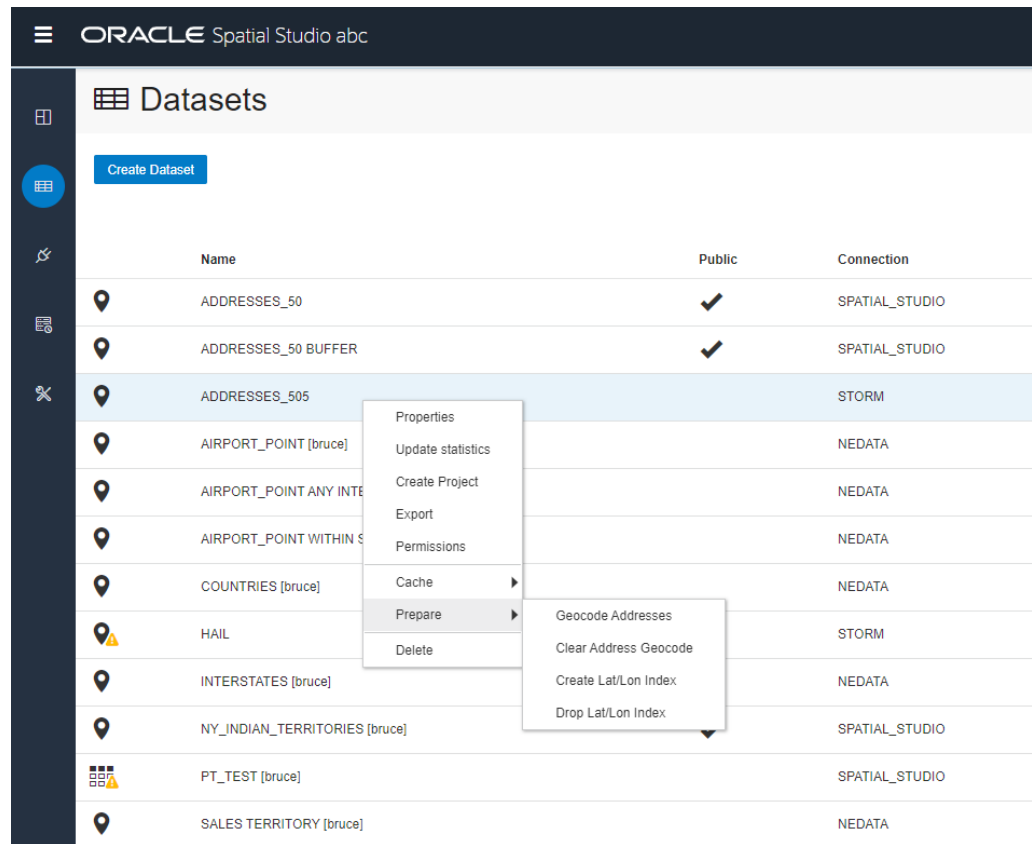 ORACLE Spatial Studio abc
Datasets
Create Dataset
Name Public Connection
ADDRESSES_50 SPATIAL_STUDIO
ADDRESSES_50 BUFFER SPATIAL_STUDIO
ADDRESSES_505 STORM
Properties
AIRPORT_POINT [bruce] NEDATA
Update statistics
Create Project
AIRPORT_POINT ANY INTE NEDATA
Export
AIRPORT_POINT WITHIN S NEDATA
Permissions
COUNTRIES [bruce] NEDATA
Cache
Prepare
Geocode Addresses
HAIL STORM
Clear Address Geocode
Delete
INTERSTATES [bruce] NEDATA
Create Lat/Lon Index
Drop Lat/Lon Index
NY_INDIAN_TERRITORIES [bruce] SPATIAL_STUDIO
PT_TEST [bruce] SPATIAL_STUDIO
SALES TERRITORY [bruce] NEDATA